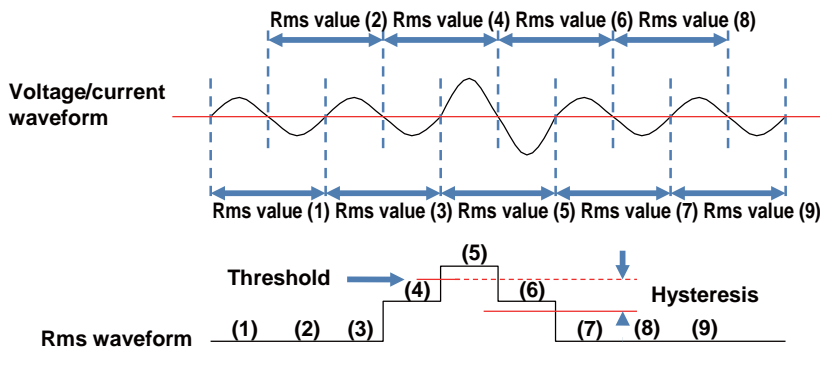 Rms value (2) Rms value (4) Rms value (6) Rms value (8)
Voltage/current
waveform
Rms value (1) Rms value (3) Rms value (5) Rms value (7) Rms value (9)
(5)
Threshold
(4) (6)
Hysteresis
Rms waveform (1) (2) (3) (7) (8) (9)